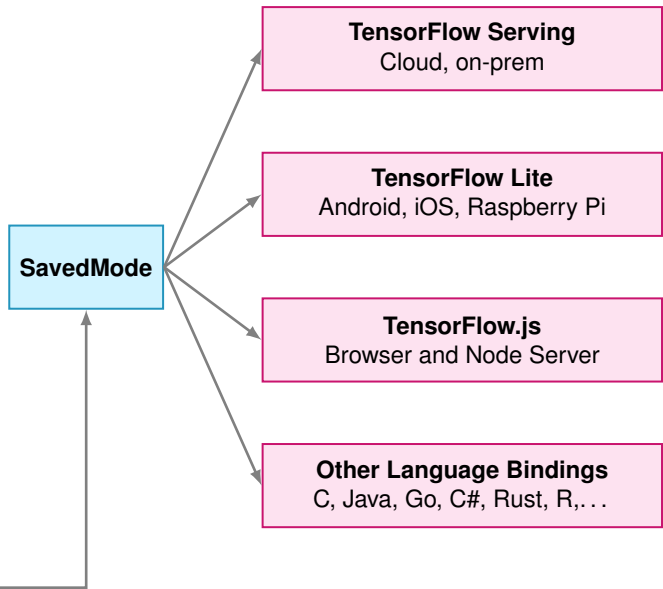 TensorFlow Serving
Cloud, on-prem
TensorFlow Lite
Android, iOS, Raspberry Pi
SavedMode
TensorFlow.js
Browser and Node Server
Other Language Bindings
C, Java, Go, C#, Rust, R,...